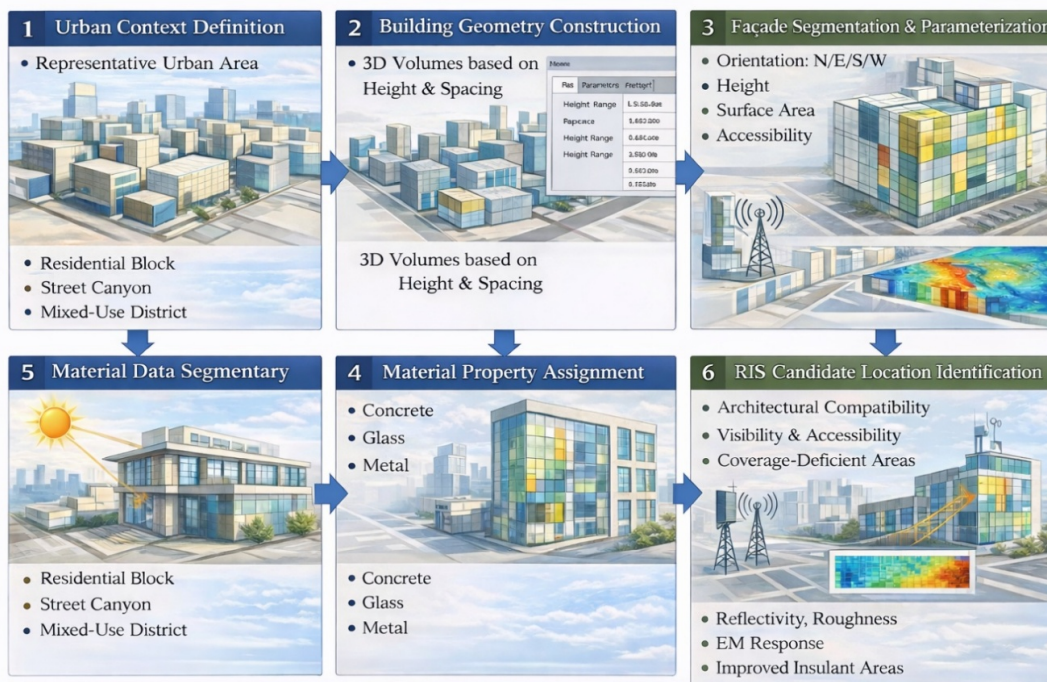 1 Urban Context Definition
• Representative Urban Area
• Residential Block
• Street Canyon
• Mixed-Use District
2 Building Geometry Construction
• 3D Volumes based on
Height & Spacing
Parameters
Height Range
Height Range
Height Range
3D Volumes based on
Height & Spacing
3 Façade Segmentation & Parameterization
• Orientation: N/E/S/W
• Height
• Surface Area
• Accessibility
5 Material Data Segmentary
• Residential Block
• Street Canyon
• Mixed-Use District
4 Material Property Assignment
• Concrete
• Glass
• Metal
• Concrete
• Glass
• Metal
6 RIS Candidate Location Identification
• Architectural Compatibility
• Visibility & Accessibility
• Coverage-Deficient Areas
• Reflectivity, Roughness
• EM Response
• Improved Insulant Areas